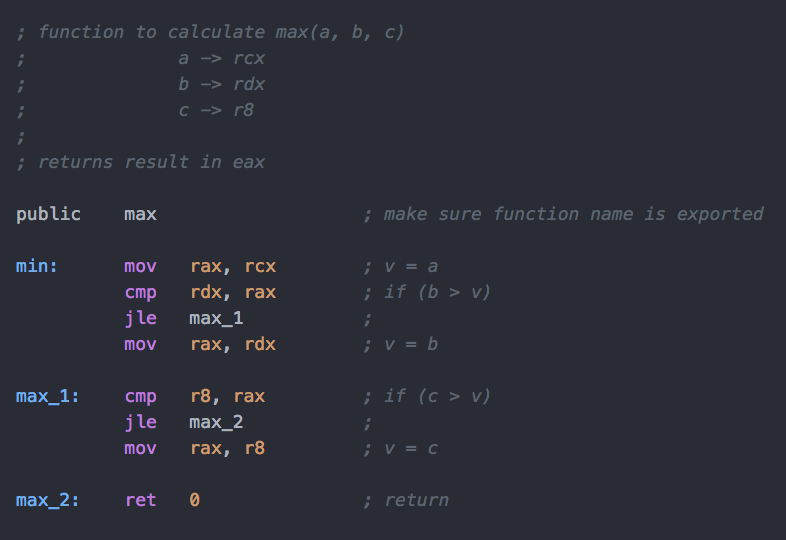 ; function to calculate max(a, b, c)
;              a -> rcx
;              b -> rdx
;              c -> r8
;
; returns result in eax
public    max                      ; make sure function name is exported
min:      mov   rax, rcx        ; v = a
          cmp   rdx, rax        ; if (b > v)
          jle   max_1           ;
          mov   rax, rdx        ; v = b
max_1:    cmp   r8, rax         ; if (c > v)
          jle   max_2           ;
          mov   rax, r8         ; v = c
max_2:    ret   0               ; return